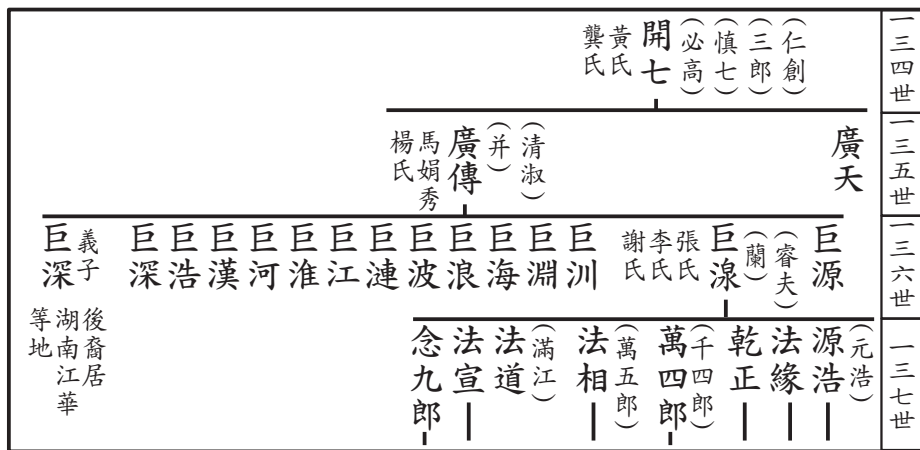 一三四世
（仁創）
（三郎）
（慎七）
（必高）
開七
黃氏
龔氏
一三五世
廣天
（清淑）
（并）
廣傳
馬娟秀
楊氏
一三六世
巨源
（睿夫）
（蘭）
巨湶
張氏
李氏
謝氏
巨汌
巨淵
巨海
巨浪
巨波
巨漣
巨江
巨淮
巨河
巨漢
巨浩
巨深
義子
巨深
後裔居
湖南江華
等地
一三七世
（元浩）
源浩
法緣
乾正
（千四郎）
萬四郎
（萬五郎）
法相
（滿江）
法道
法宣
念九郎